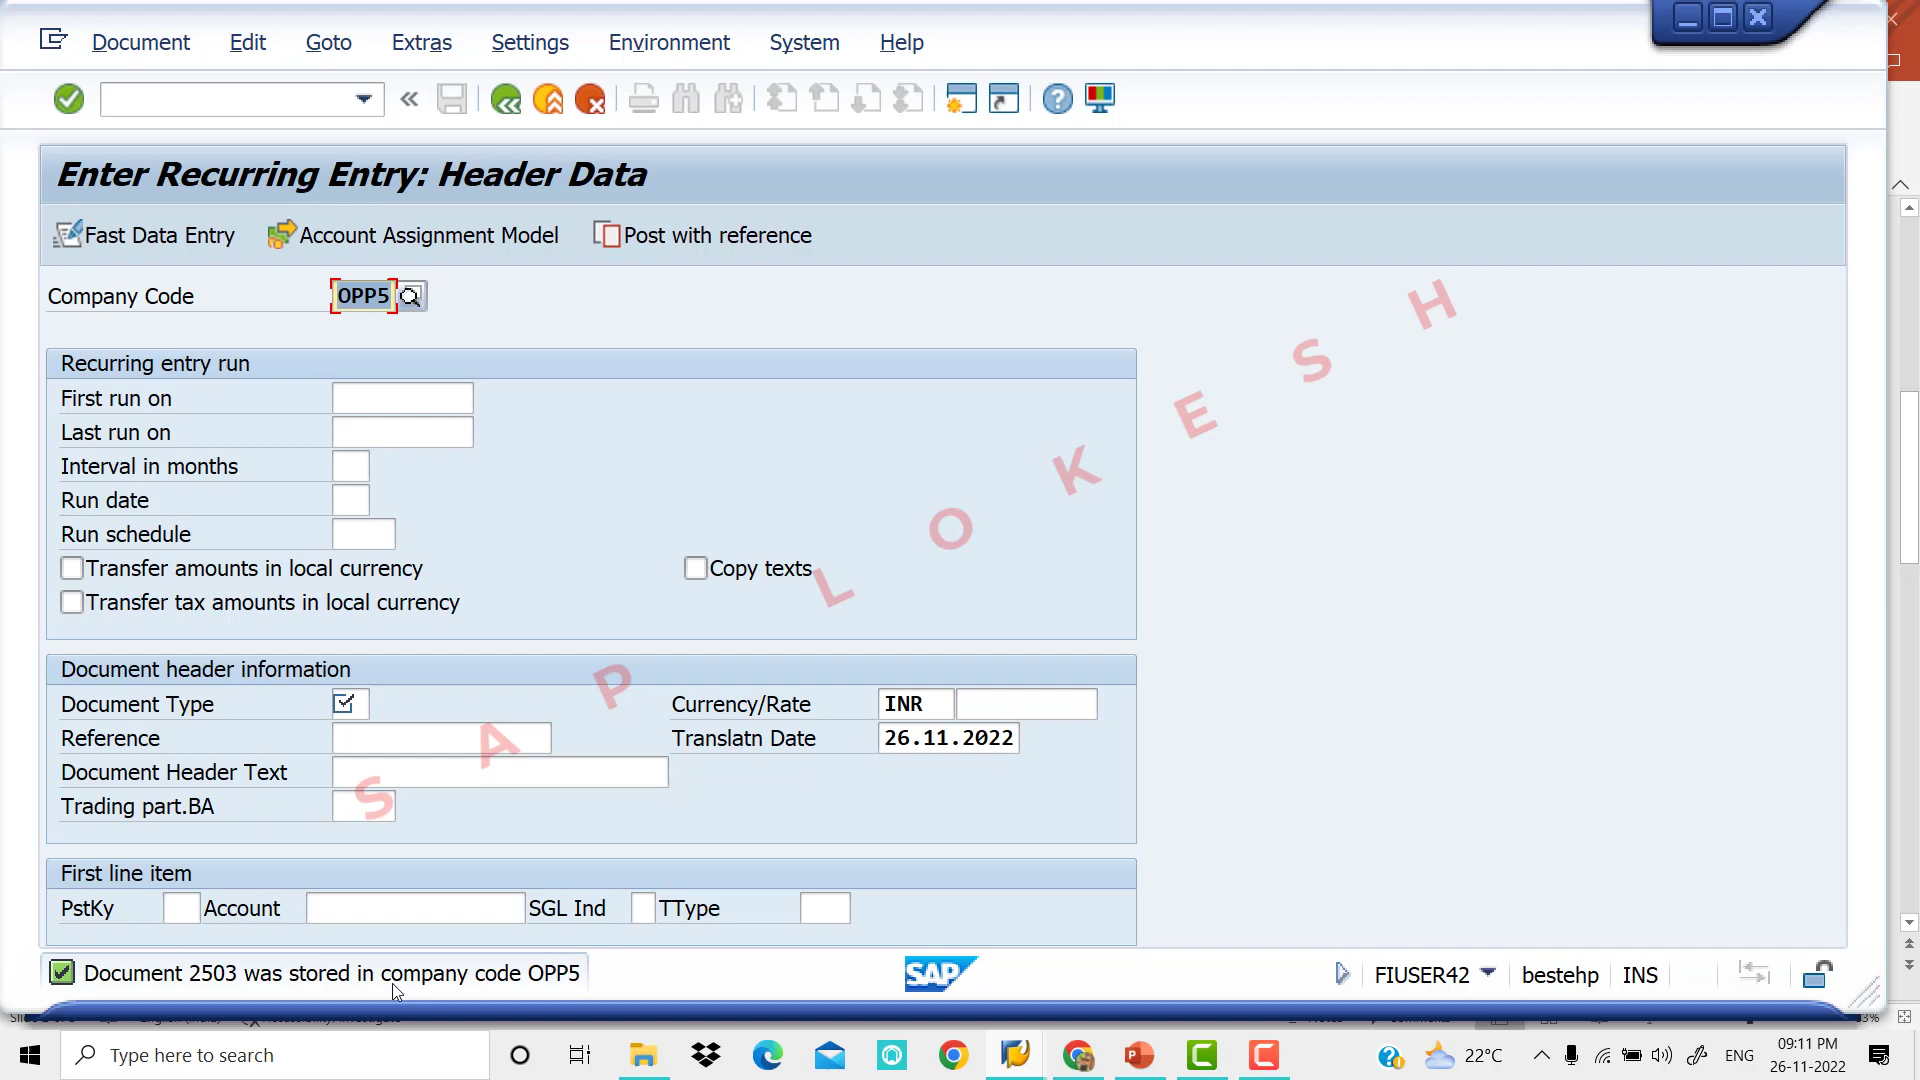 Document Edit Goto Extras Settings Environment System Help
Enter Recurring Entry: Header Data
Fast Data Entry Account Assignment Model Post with reference
Company Code OPP5
Recurring entry run
First run on
Last run on
Interval in months
Run date
Run schedule
Transfer amounts in local currency Copy texts
Transfer tax amounts in local currency
Document header information
Document Type Currency/Rate INR
Reference Translatn Date 26.11.2022
Document Header Text
Trading part.BA
First line item
PstKy Account SGL Ind TType
SAP LOKESH
Document 2503 was stored in company code OPP5
SAP
FIUSER42 bestehp INS
Type here to search
22°C ENG 09:11 PM
26-11-2022